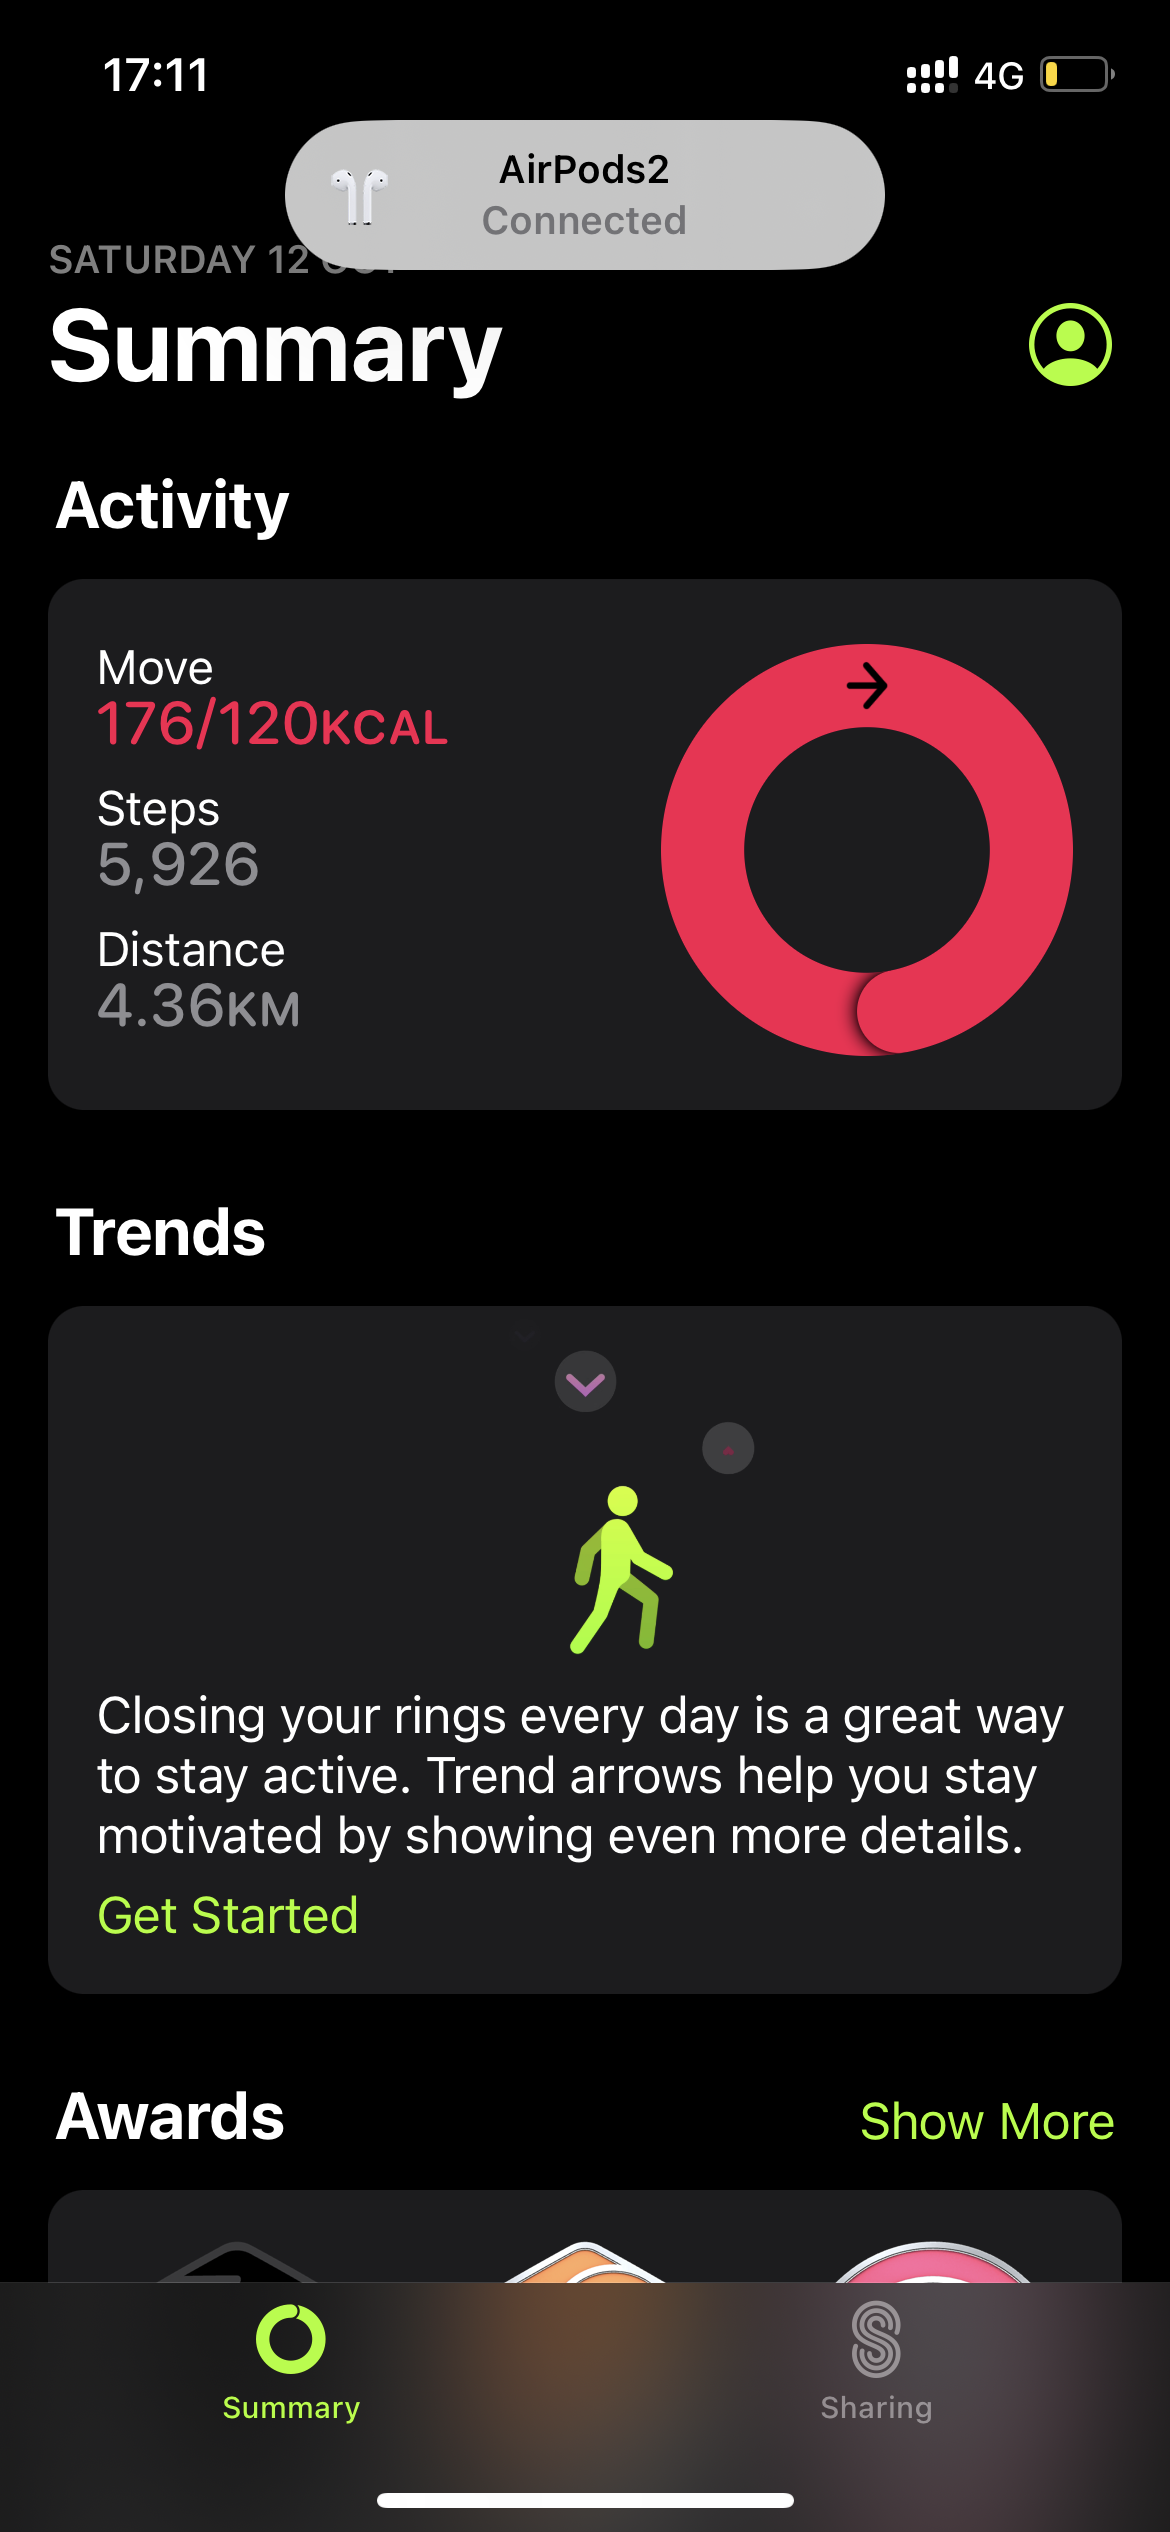 17:11
4G
AirPods2
Connected
SATURDAY 12
Summary
Activity
Move
176/120KCAL
Steps
5,926
Distance
4.36KM
Trends
Closing your rings every day is a great way
to stay active. Trend arrows help you stay
motivated by showing even more details.
Get Started
Awards
Show More
Summary
Sharing